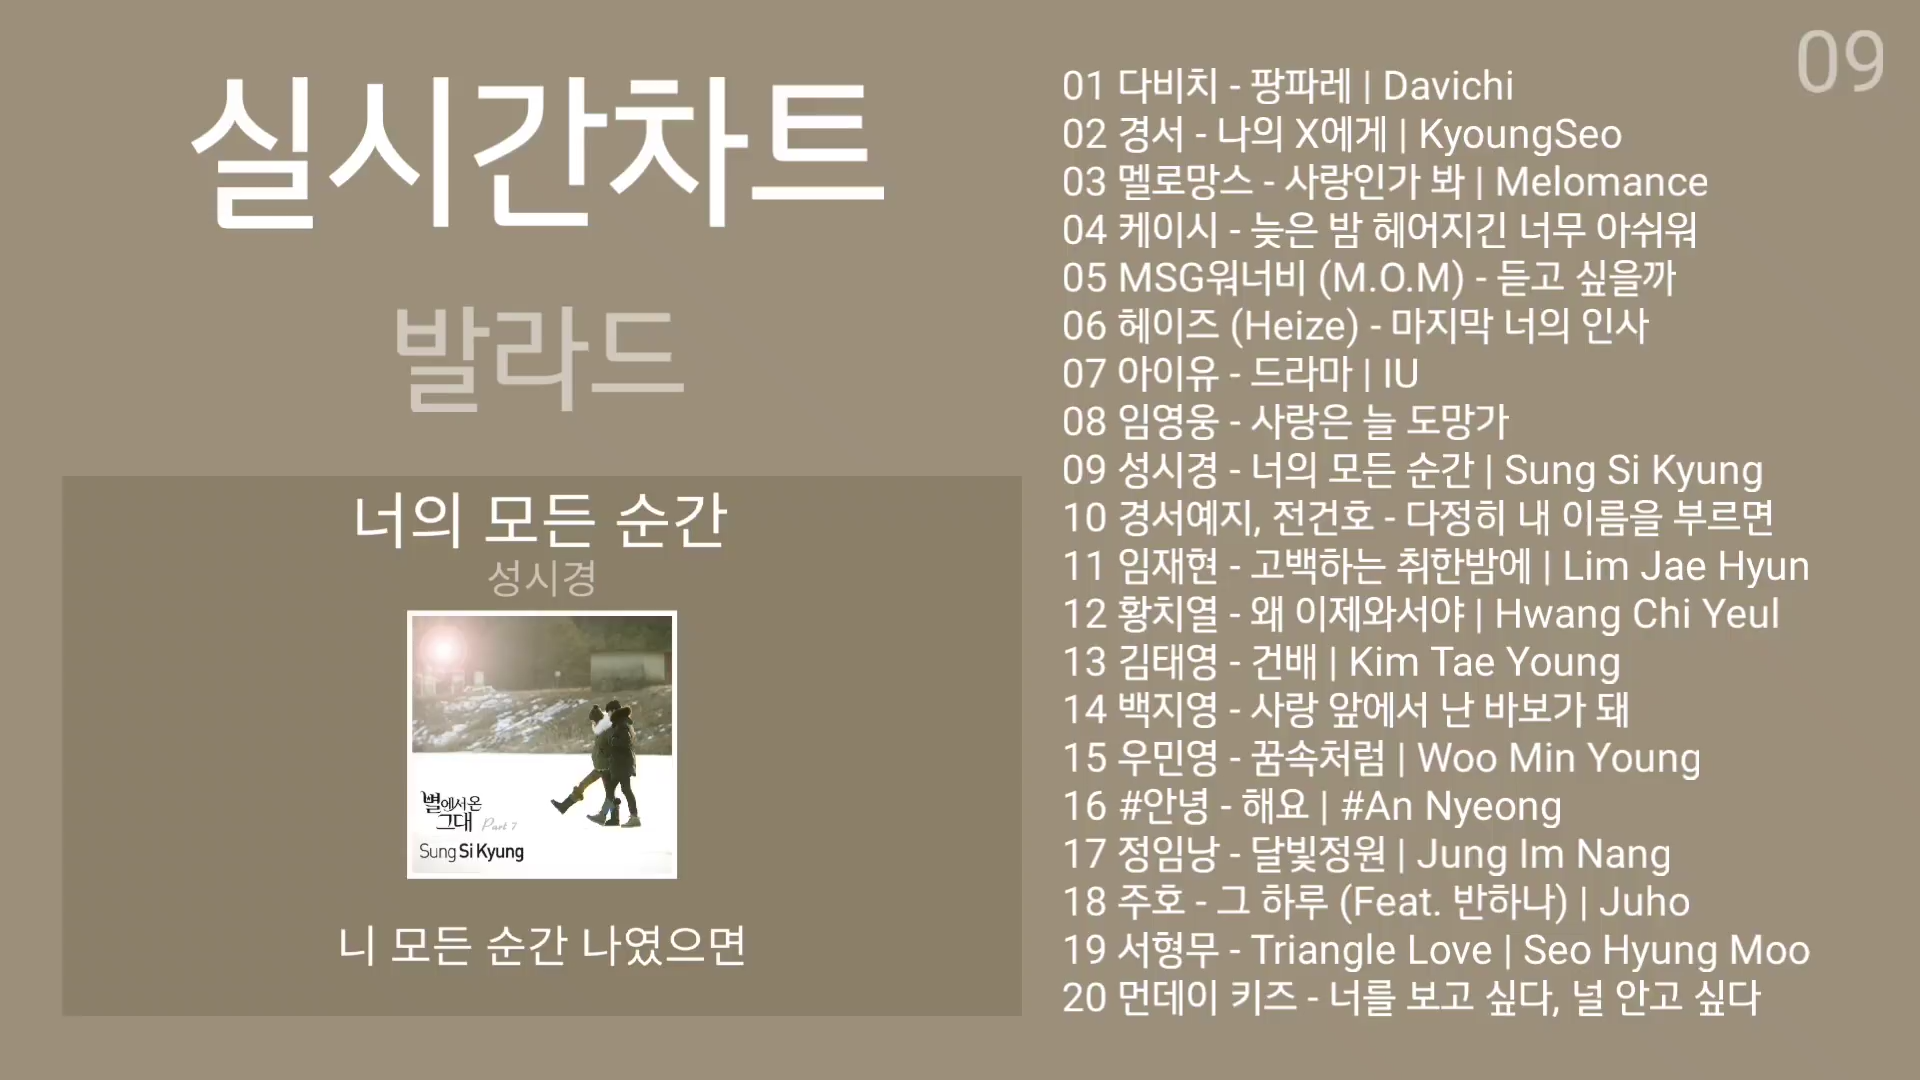 실시간차트
발라드
너의 모든 순간
성시경
별에서 온
그대 Part 7
Sung Si Kyung
니 모든 순간 나였으면
09
01 다비치 - 팡파레 | Davichi
02 경서 - 나의 X에게 | KyoungSeo
03 멜로망스 - 사랑인가 봐 | Melomance
04 케이시 - 늦은 밤 헤어지긴 너무 아쉬워
05 MSG워너비 (M.O.M) - 듣고 싶을까
06 헤이즈 (Heize) - 마지막 너의 인사
07 아이유 - 드라마 | IU
08 임영웅 - 사랑은 늘 도망가
09 성시경 - 너의 모든 순간 | Sung Si Kyung
10 경서예지, 전건호 - 다정히 내 이름을 부르면
11 임재현 - 고백하는 취한밤에 | Lim Jae Hyun
12 황치열 - 왜 이제와서야 | Hwang Chi Yeul
13 김태영 - 건배 | Kim Tae Young
14 백지영 - 사랑 앞에서 난 바보가 돼
15 우민영 - 꿈속처럼 | Woo Min Young
16 #안녕 - 해요 | #An Nyeong
17 정임낭 - 달빛정원 | Jung Im Nang
18 주호 - 그 하루 (Feat. 반하나) | Juho
19 서형무 - Triangle Love | Seo Hyung Moo
20 먼데이 키즈 - 너를 보고 싶다, 널 안고 싶다